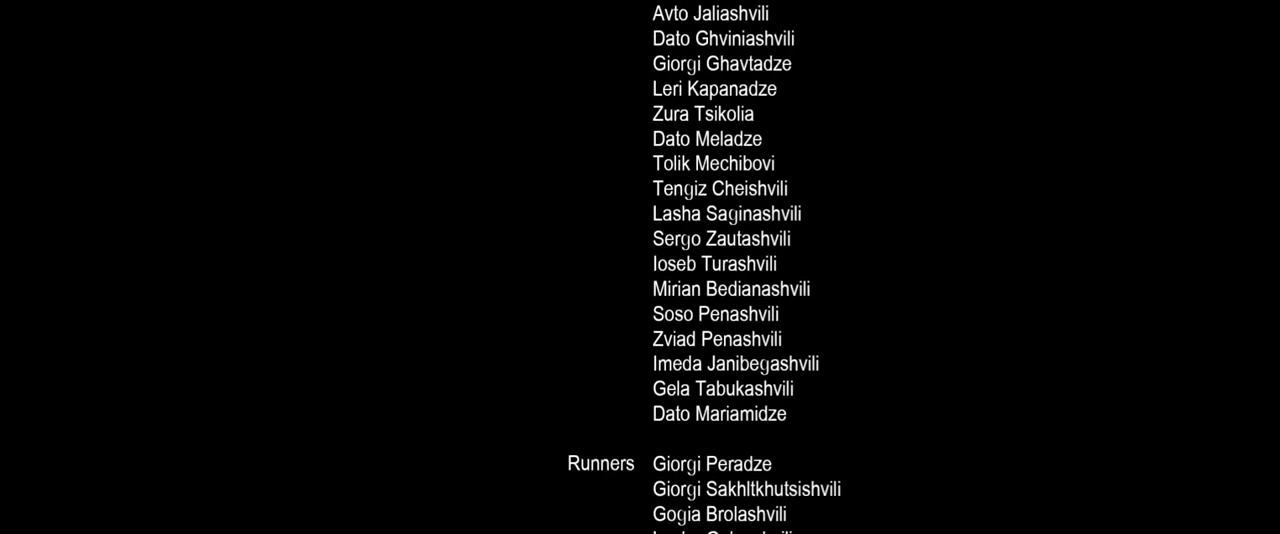 Avto Jaliashvili
Dato Ghviniashvili
Giorgi Ghavtadze
Leri Kapanadze
Zura Tsikolia
Dato Meladze
Tolik Mechibovi
Tengiz Cheishvili
Lasha Saginashvili
Sergo Zautashvili
Ioseb Turashvili
Mirian Bedianashvili
Soso Penashvili
Zviad Penashvili
Imeda Janibegashvili
Gela Tabukashvili
Dato Mariamidze
Runners Giorgi Peradze
Giorgi Sakhltkhutsishvili
Gogia Brolashvili